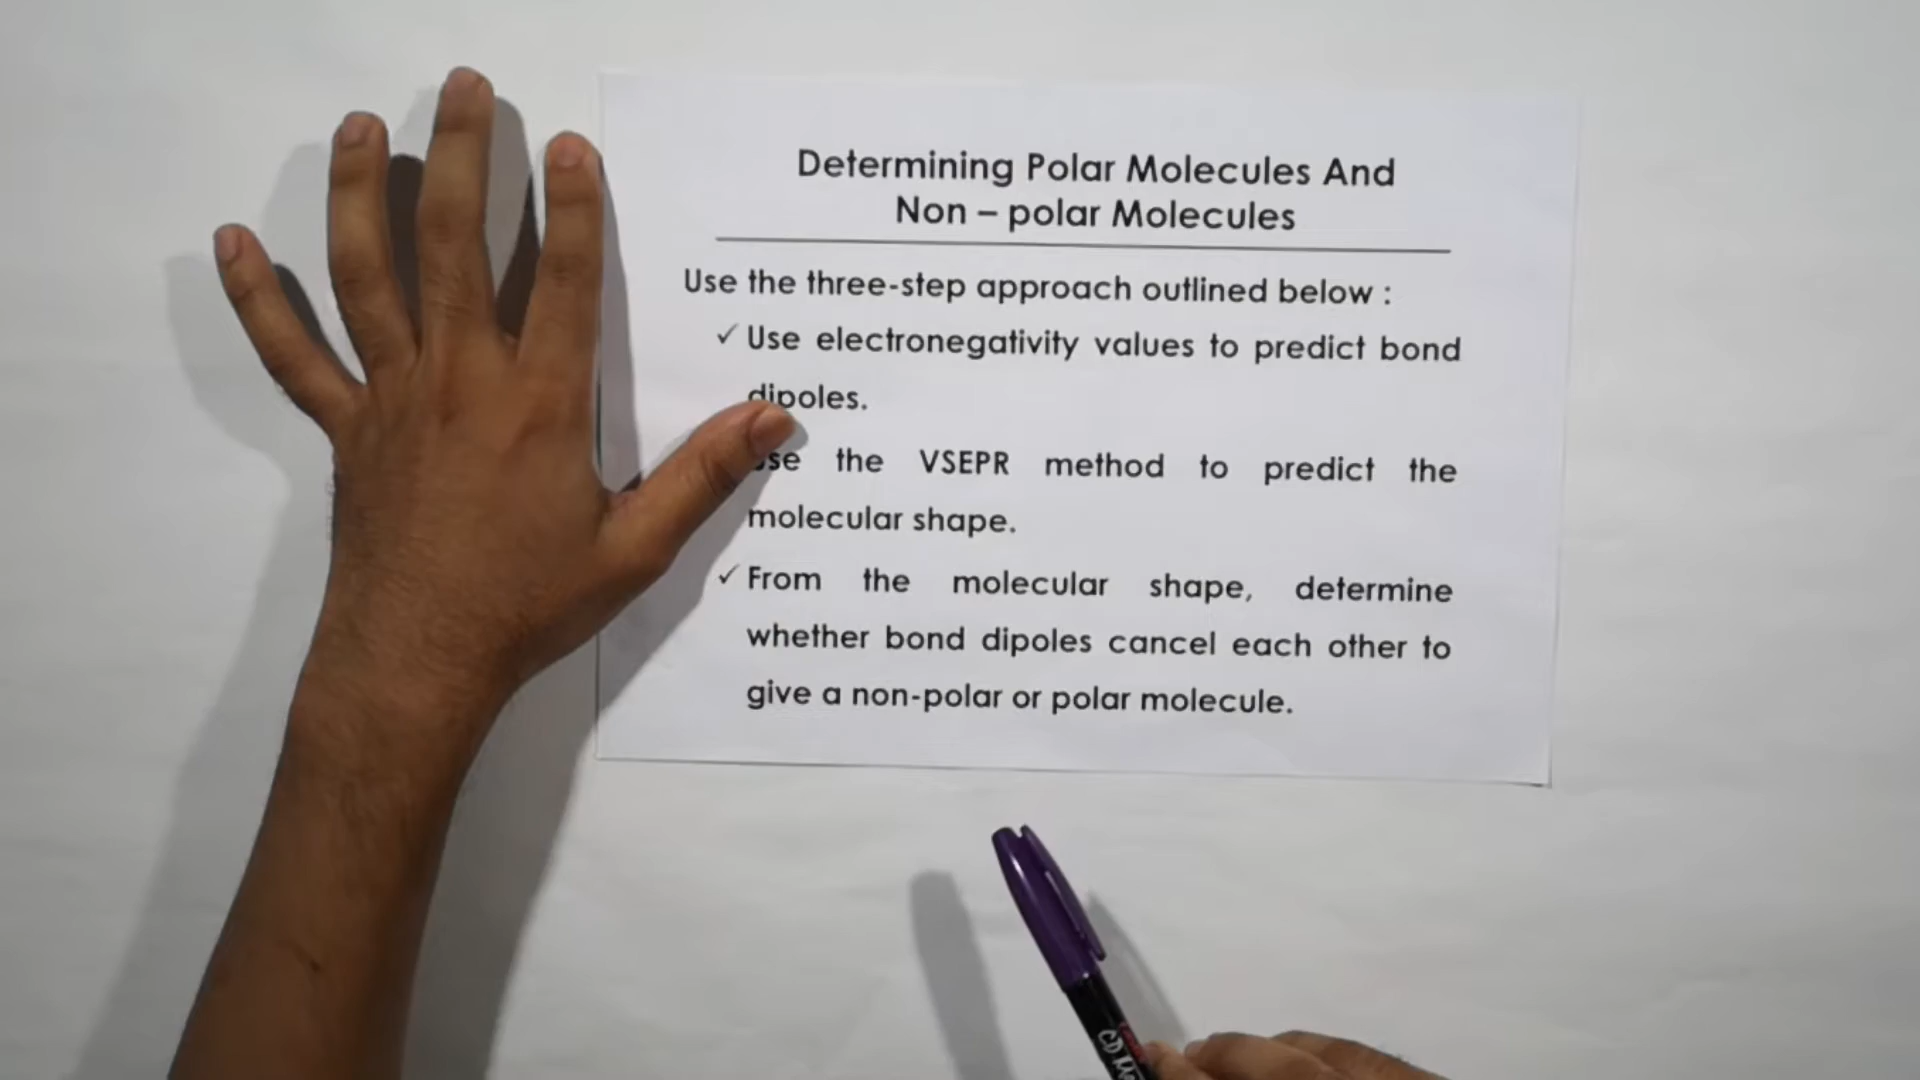 Determining Polar Molecules And
Non – polar Molecules
Use the three-step approach outlined below :
✓ Use electronegativity values to predict bond
dipoles.
Use the VSEPR method to predict the
molecular shape.
✓ From the molecular shape, determine
whether bond dipoles cancel each other to
give a non-polar or polar molecule.
CD